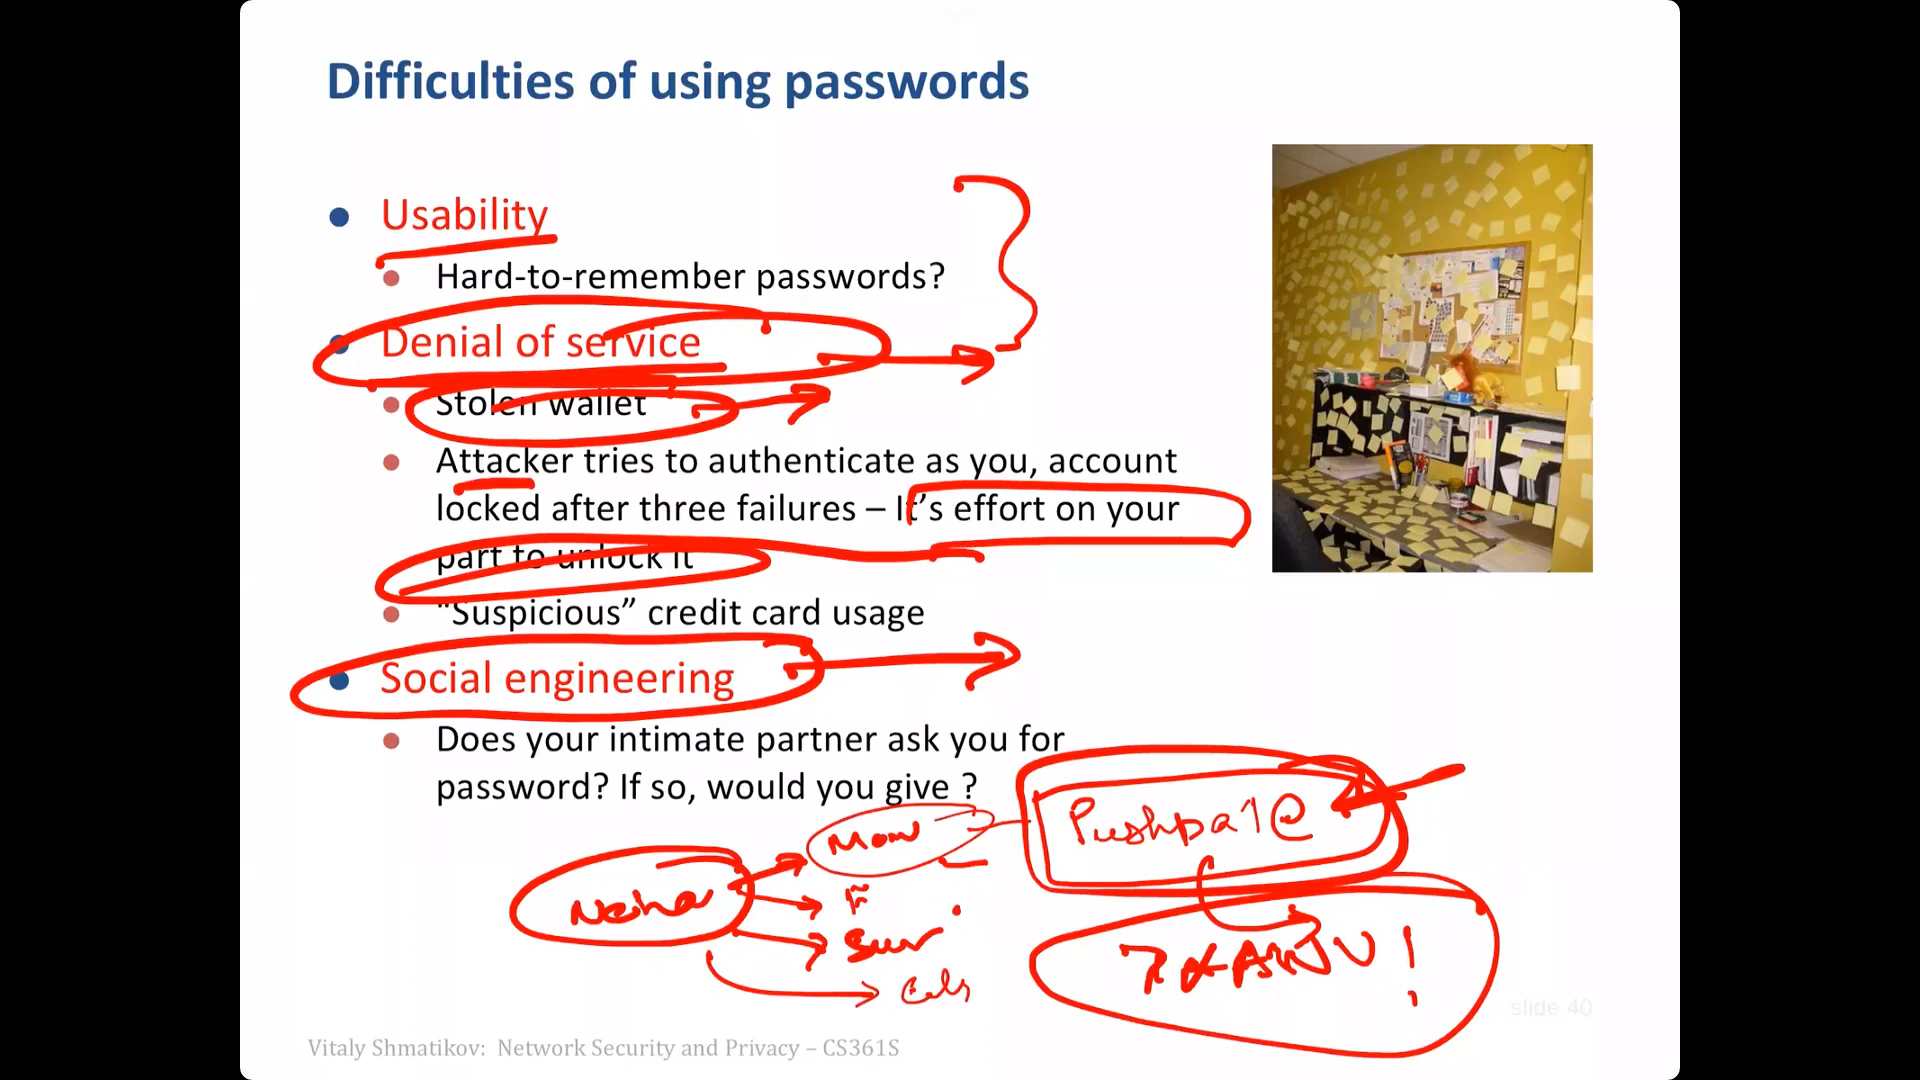 Difficulties of using passwords
Usability
Hard-to-remember passwords?
Denial of service
Stolen wallet
Attacker tries to authenticate as you, account
locked after three failures – It’s effort on your
part to unlock it
“Suspicious” credit card usage
Social engineering
Does your intimate partner ask you for
password? If so, would you give ?
Mom
Pushpa1@
Neha
F
slide 40
Vitaly Shmatikov: Network Security and Privacy – CS361S